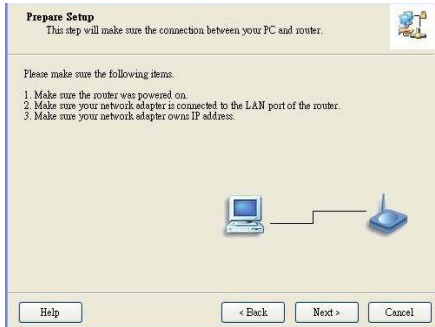 Prepare Setup
This step will make sure the connection between your PC and router.
Please make sure the following items.
1. Make sure the router was powered on.
2. Make sure your network adapter is connected to the LAN port of the router.
3. Make sure your network adapter owns IP address.
Help
< Back
Next >
Cancel